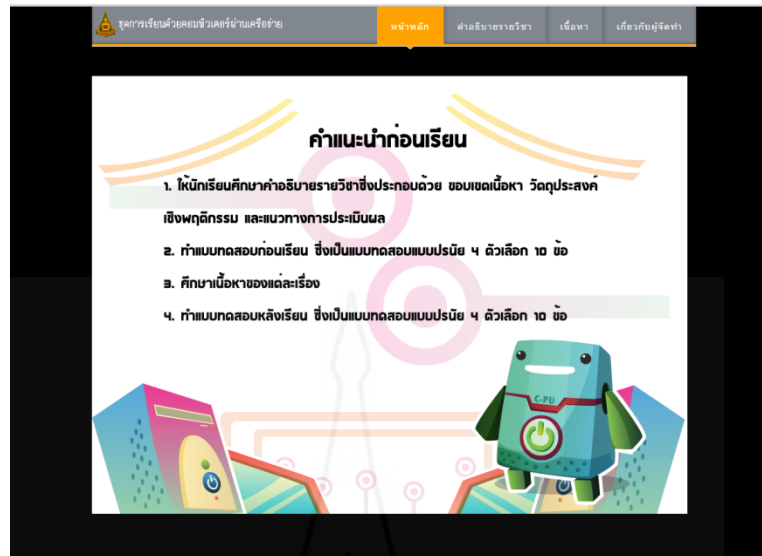 ชุดการเรียนด้วยคอมพิวเตอร์ผ่านเครือข่าย
หน้าหลัก
คำอธิบายรายวิชา
เนื้อหา
เกี่ยวกับผู้จัดทำ
คำแนะนำก่อนเรียน
๑. ให้นักเรียนศึกษาคำอธิบายรายวิชาซึ่งประกอบด้วย ขอบเขตเนื้อหา วัตถุประสงค์
เชิงพฤติกรรม และแนวทางการประเมินผล
๒. ทำแบบทดสอบก่อนเรียน ซึ่งเป็นแบบทดสอบแบบปรนัย ๔ ตัวเลือก ๑๐ ข้อ
๓. ศึกษาเนื้อหาของแต่ละเรื่อง
๔. ทำแบบทดสอบหลังเรียน ซึ่งเป็นแบบทดสอบแบบปรนัย ๔ ตัวเลือก ๑๐ ข้อ
C-PU